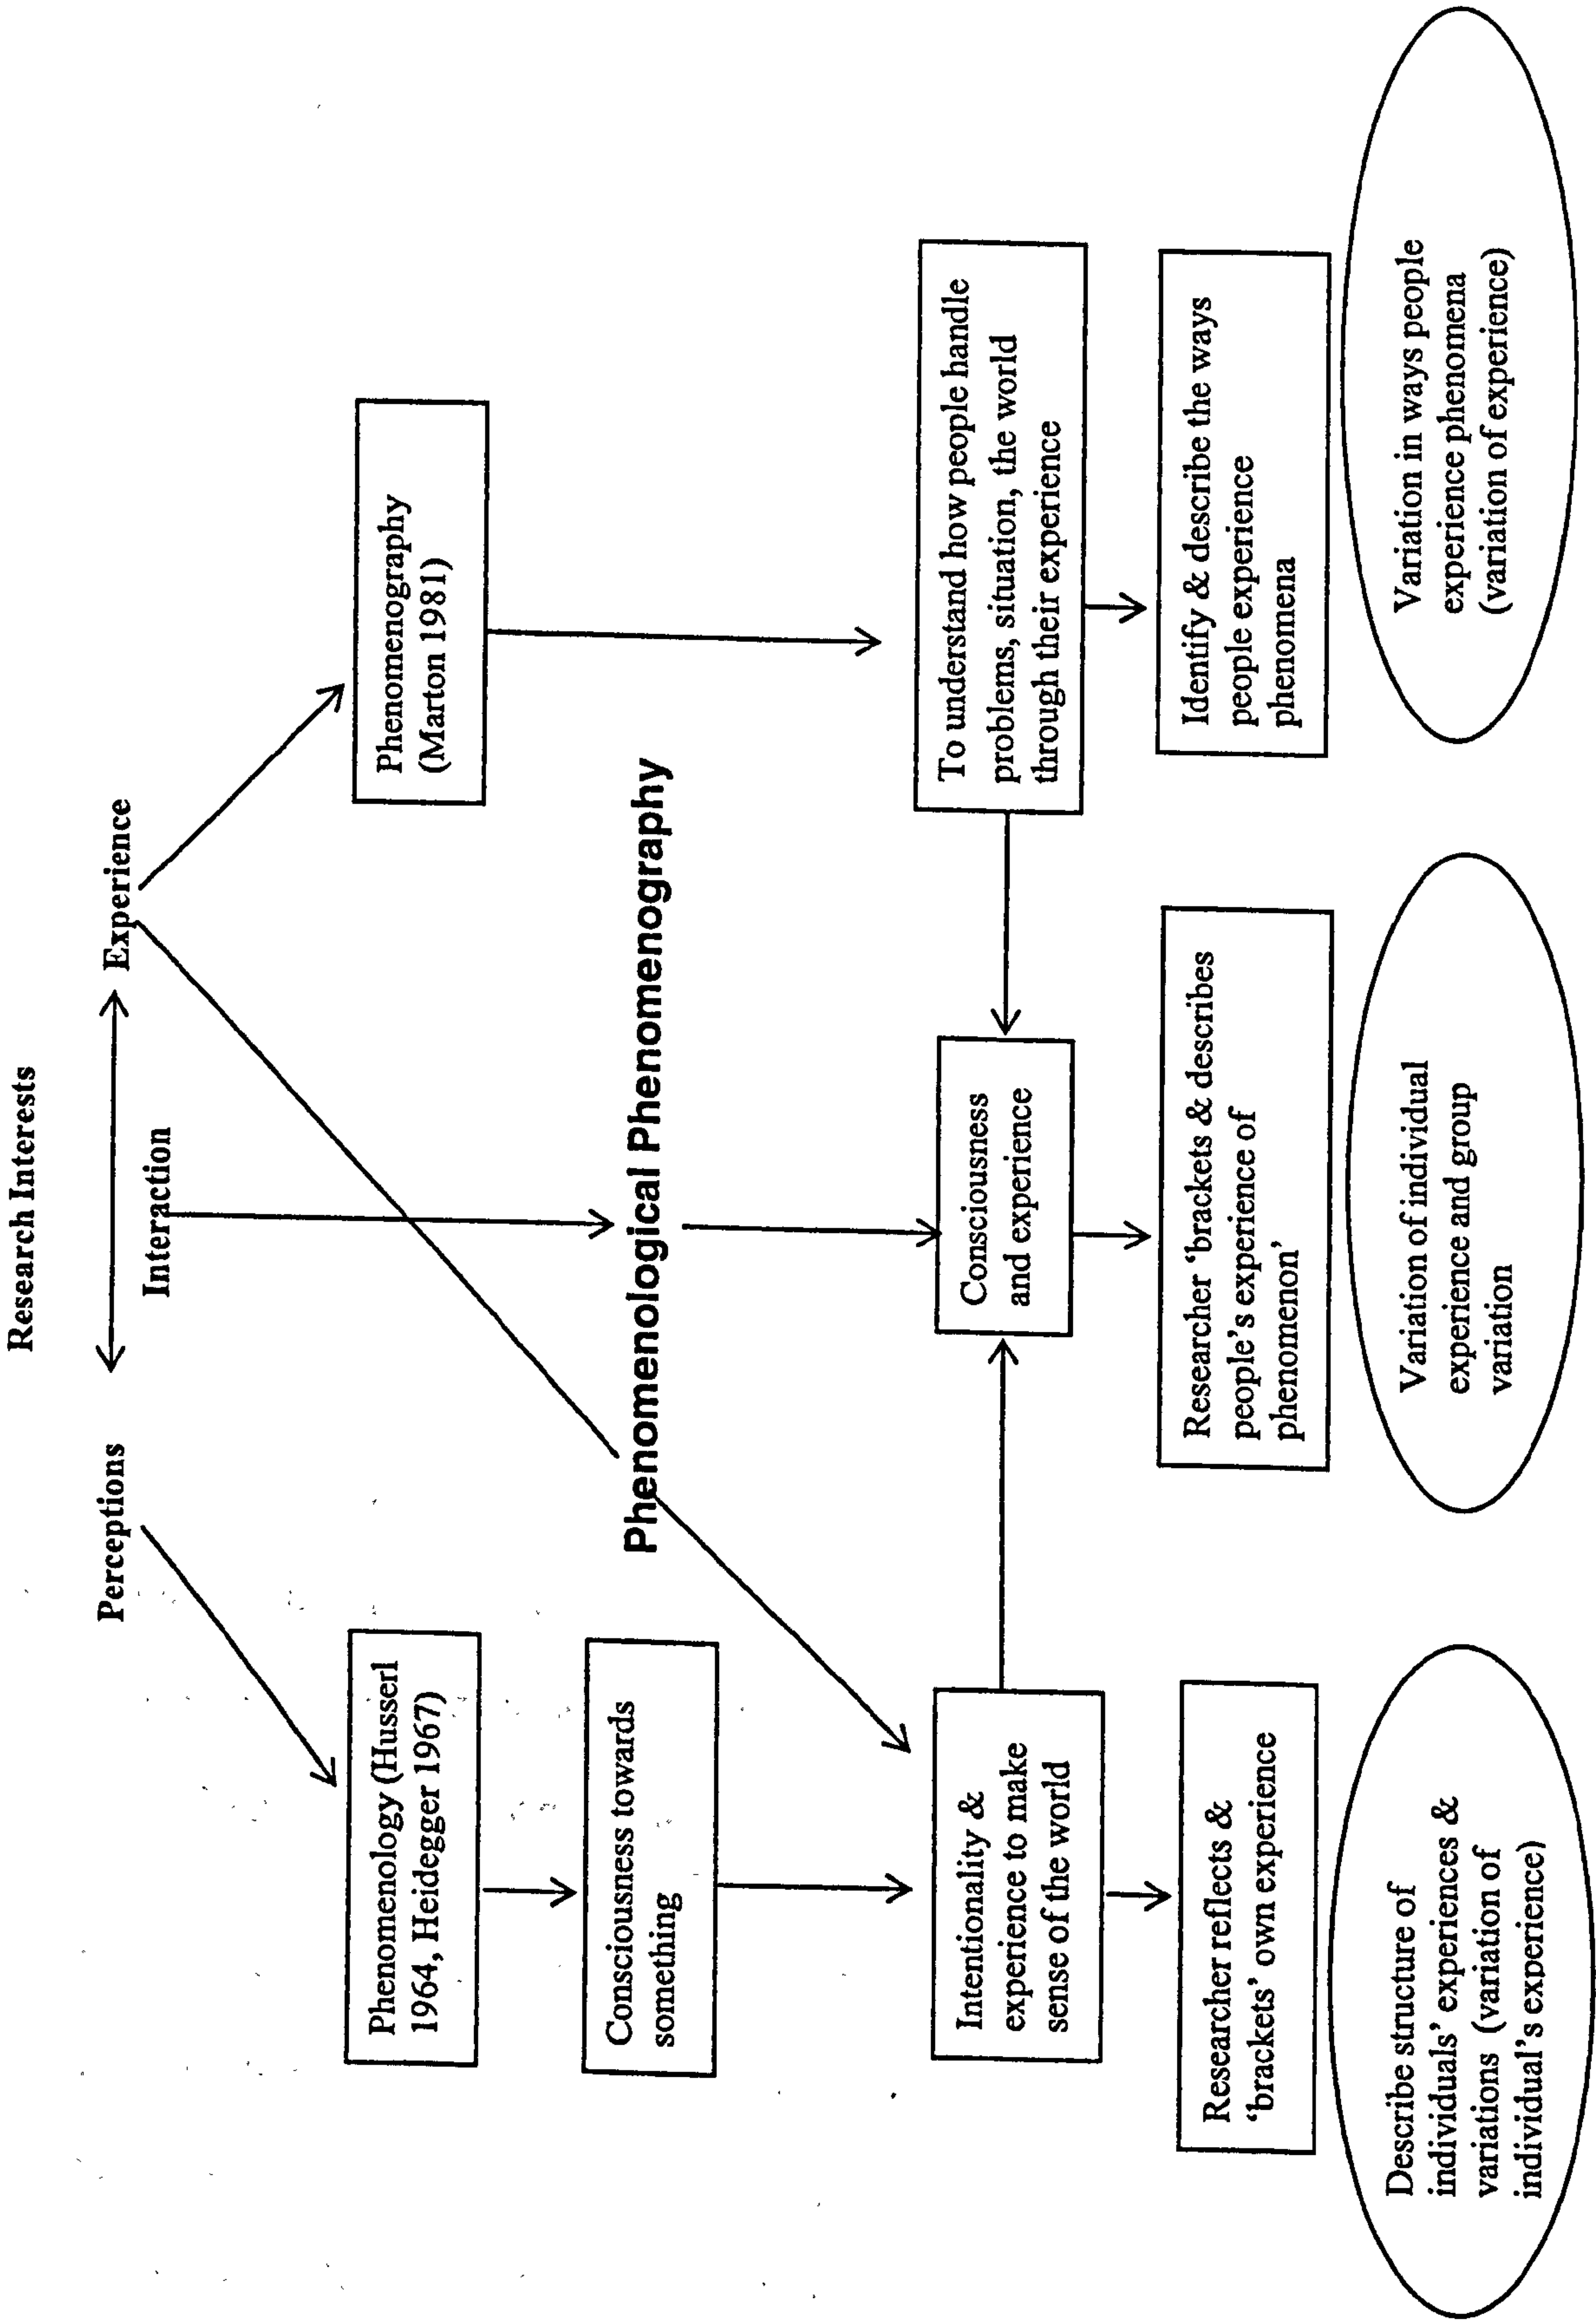 Research Interests
Perceptions
Experience
Interaction
Phenomenology (Husserl
1964, Heidegger 1967)
Phenomenography
(Marton 1981)
Consciousness towards
something
Phenomenological Phenomenography
Intentionality &
experience to make
sense of the world
Consciousness
and experience
To understand how people handle
problems, situation, the world
through their experience
Researcher reflects &
‘brackets’ own experience
Researcher ‘brackets & describes
people’s experience of
phenomenon’
Identify & describe the ways
people experience
phenomena
Describe structure of
individuals’ experiences &
variations (variation of
individual’s experience)
Variation of individual
experience and group
variation
Variation in ways people
experience phenomena
(variation of experience)